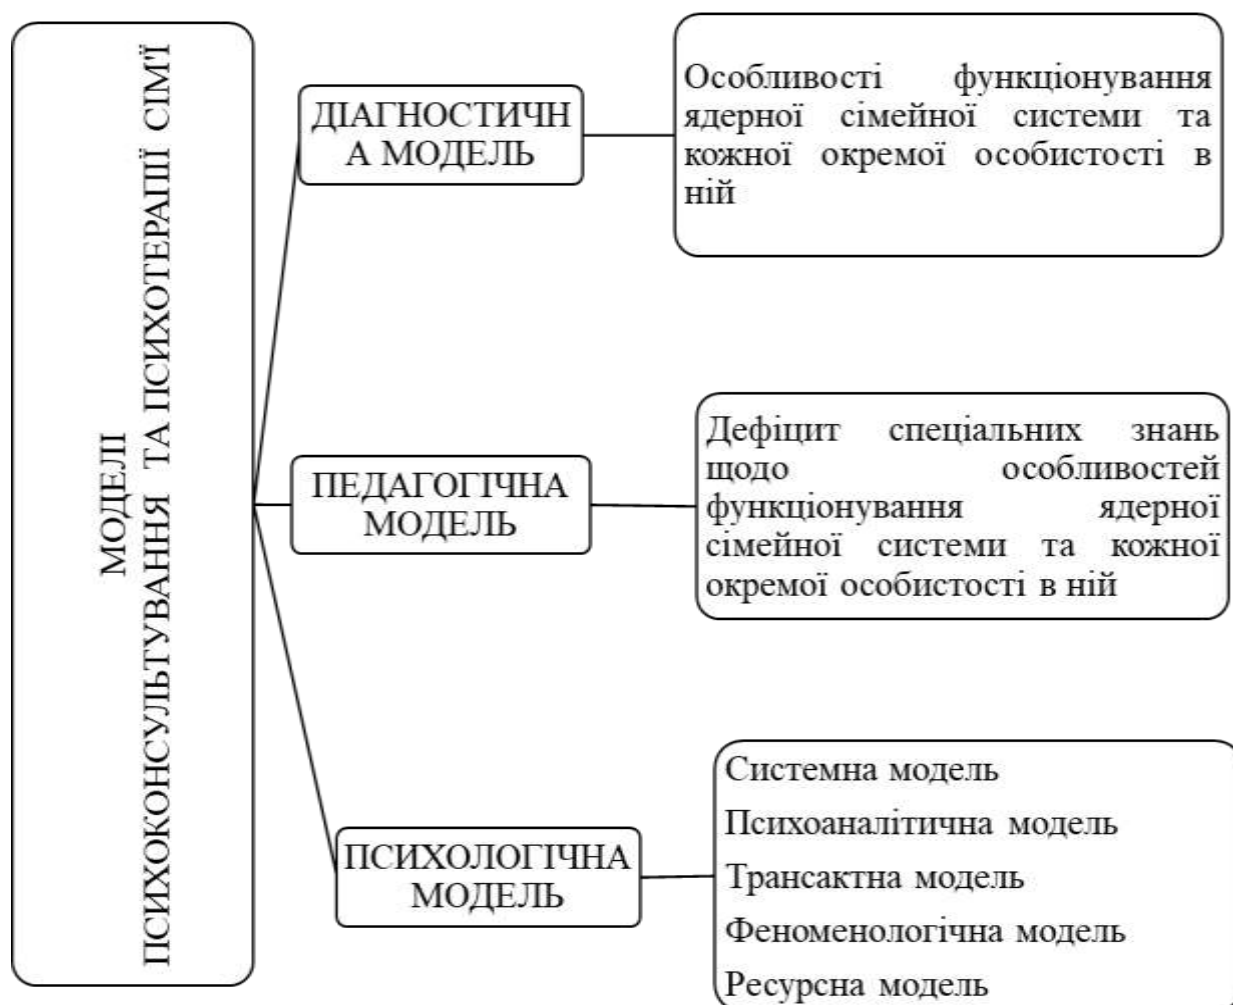 МОДЕЛІ
ПСИХОКОНСУЛЬТУВАННЯ ТА ПСИХОТЕРАПІЇ СІМ'Ї
ДІАГНОСТИЧН
А МОДЕЛЬ
Особливості функціонування
ядерної сімейної системи та
кожної окремої особистості в
ній
ПЕДАГОГІЧНА
МОДЕЛЬ
Дефіцит спеціальних знань
щодо особливостей
функціонування ядерної
сімейної системи та кожної
окремої особистості в ній
ПСИХОЛОГІЧНА
МОДЕЛЬ
Системна модель
Психоаналітична модель
Трансактна модель
Феноменологічна модель
Ресурсна модель